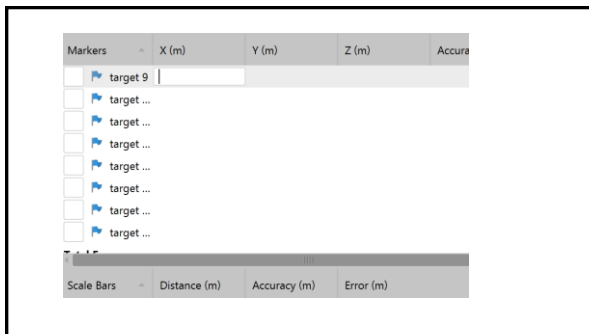 Markers X (m) Y (m) Z (m) Accura
target 9
target ...
target ...
target ...
target ...
target ...
target ...
target ...
Scale Bars Distance (m) Accuracy (m) Error (m)